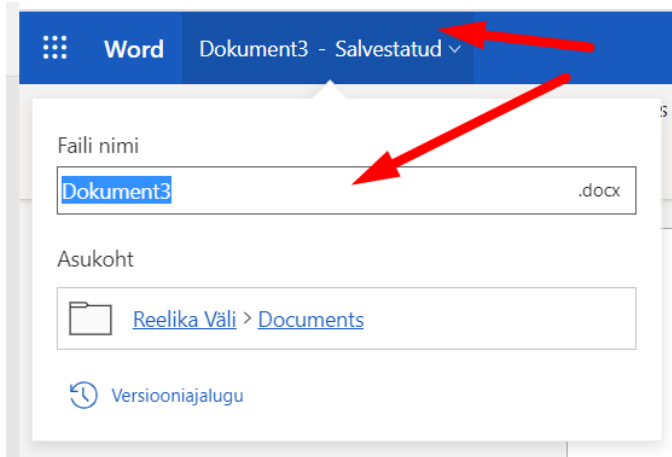 Word Dokument3 - Salvestatud
Faili nimi
Dokument3 .docx
Asukoht
Reelika Väli > Documents
Versiooniajalugu